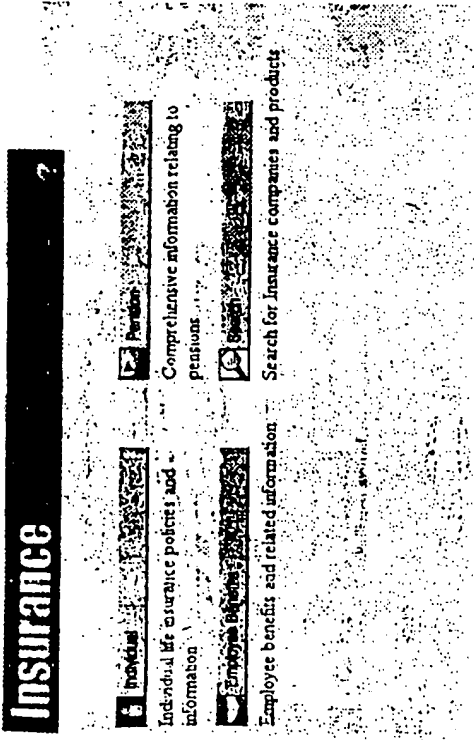 Insurance ?
Individual
Individual life insurance policies and
information
Pension
Comprehensive information relating to
pensions
Employee Benefits
Employee benefits and related information
Search
Search for Insurance companies and products